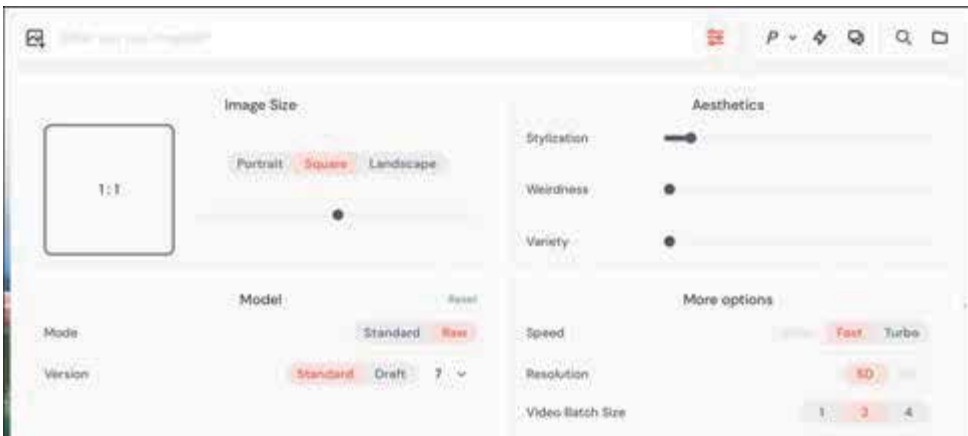 P
Image Size
1:1
Portrait Square Landscape
Aesthetics
Stylization
Weirdness
Variety
Model Reset
Mode Standard Raw
Version Standard Draft 7
More options
Speed Fast Turbo
Resolution SD
Video Batch Size 1 2 4